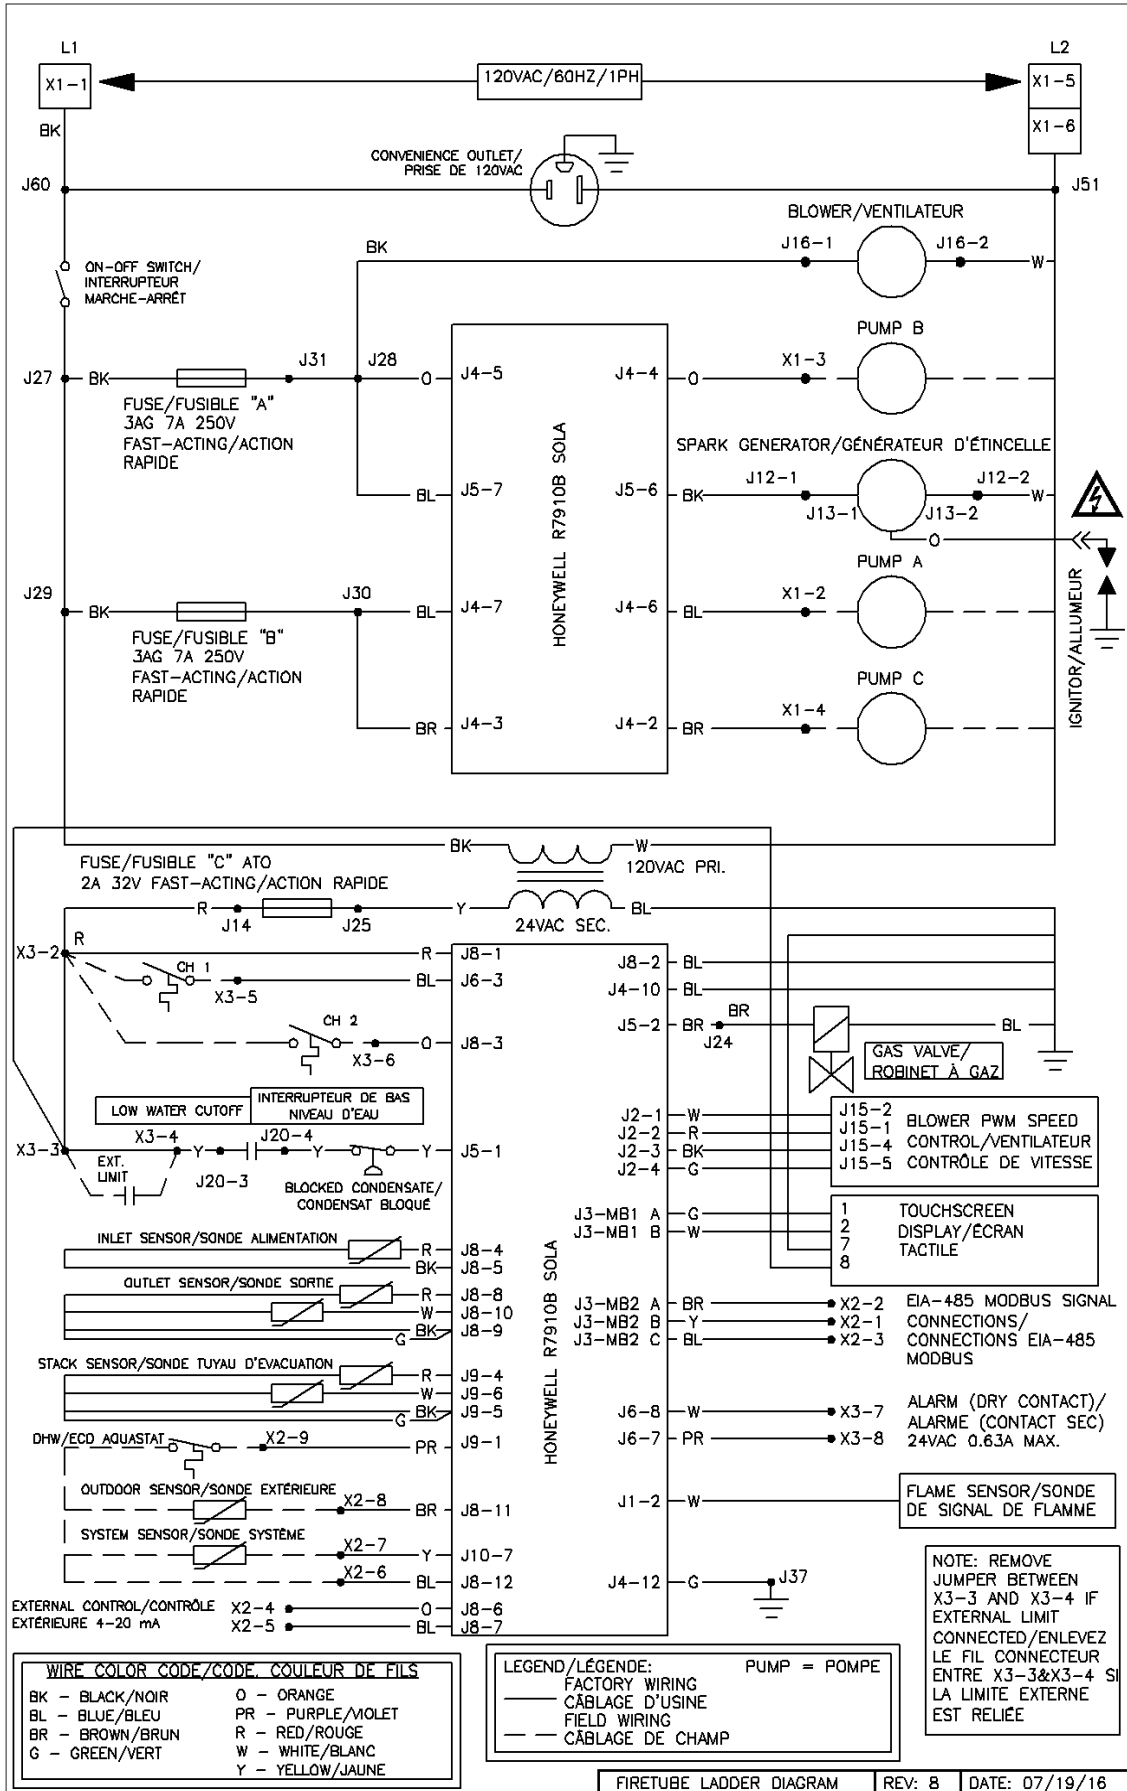 L1
L2
X1-1
120VAC/60HZ/1PH
X1-5
X1-6
BK
CONVENIENCE OUTLET/
PRISE DE 120VAC
J60
J51
BLOWER/VENTILATEUR
BK
J16-1
J16-2
W
ON-OFF SWITCH/
INTERRUPTEUR
MARCHE-ARRÊT
PUMP B
J27
BK
J31
J28
O
J4-5
J4-4
O
X1-3
FUSE/FUSIBLE "A"
3AG 7A 250V
FAST-ACTING/ACTION
RAPIDE
HONEYWELL R7910B SOLA
SPARK GENERATOR/GÉNÉRATEUR D'ÉTINCELLE
BL
J5-7
J5-6
BK
J12-1
J12-2
W
J13-1
J13-2
O
PUMP A
IGNITOR/ALLUMEUR
J29
BK
J30
BL
J4-7
J4-6
BL
X1-2
FUSE/FUSIBLE "B"
3AG 7A 250V
FAST-ACTING/ACTION
RAPIDE
PUMP C
BR
J4-3
J4-2
BR
X1-4
BK
W
120VAC PRI.
FUSE/FUSIBLE "C" ATO
2A 32V FAST-ACTING/ACTION RAPIDE
R
J14
J25
Y
24VAC SEC.
BL
X3-2
R
R
J8-1
J8-2
BL
CH 1
X3-5
BL
J6-3
J4-10
BL
CH 2
X3-6
O
J8-3
J5-2
BR
BR
J24
BL
GAS VALVE/
ROBINET À GAZ
LOW WATER CUTOFF
INTERRUPTEUR DE BAS
NIVEAU D'EAU
X3-3
X3-4
Y
J20-4
Y
Y
J5-1
EXT.
LIMIT
J20-3
BLOCKED CONDENSATE/
CONDENSAT BLOQUÉ
J2-1
W
J15-2
J2-2
R
J15-1
J2-3
BK
J15-4
J2-4
G
J15-5
BLOWER PWM SPEED
CONTROL/VENTILATEUR
CONTRÔLE DE VITESSE
J3-MB1 A
G
1
J3-MB1 B
W
2
7
8
TOUCHSCREEN
DISPLAY/ÉCRAN
TACTILE
INLET SENSOR/SONDE ALIMENTATION
R
J8-4
BK
J8-5
OUTLET SENSOR/SONDE SORTIE
R
J8-8
W
J8-10
BK
J8-9
G
HONEYWELL R7910B SOLA
J3-MB2 A
BR
X2-2
J3-MB2 B
Y
X2-1
J3-MB2 C
BL
X2-3
EIA-485 MODBUS SIGNAL
CONNECTIONS/
CONNECTIONS EIA-485
MODBUS
STACK SENSOR/SONDE TUYAU D'EVACUATION
R
J9-4
W
J9-6
BK
J9-5
G
J6-8
W
X3-7
J6-7
PR
X3-8
ALARM (DRY CONTACT)/
ALARME (CONTACT SEC)
24VAC 0.63A MAX.
DHW/ECO AQUASTAT
X2-9
PR
J9-1
OUTDOOR SENSOR/SONDE EXTÉRIEURE
X2-8
BR
J8-11
J1-2
W
FLAME SENSOR/SONDE
DE SIGNAL DE FLAMME
SYSTEM SENSOR/SONDE SYSTÈME
X2-7
Y
J10-7
X2-6
BL
J8-12
J4-12
G
J37
EXTERNAL CONTROL/CONTRÔLE
EXTÉRIEURE 4-20 mA
X2-4
O
J8-6
X2-5
BL
J8-7
NOTE: REMOVE
JUMPER BETWEEN
X3-3 AND X3-4 IF
EXTERNAL LIMIT
CONNECTED/ENLEVEZ
LE FIL CONNECTEUR
ENTRE X3-3&X3-4 SI
LA LIMITE EXTERNE
EST RELIÉE
WIRE COLOR CODE/CODE. COULEUR DE FILS
BK - BLACK/NOIR
BL - BLUE/BLEU
BR - BROWN/BRUN
G - GREEN/VERT
O - ORANGE
PR - PURPLE/VIOLET
R - RED/ROUGE
W - WHITE/BLANC
Y - YELLOW/JAUNE
LEGEND/LÉGENDE:
PUMP = POMPE
FACTORY WIRING
CÂBLAGE D'USINE
FIELD WIRING
CÂBLAGE DE CHAMP
FIRETUBE LADDER DIAGRAM
REV: 8
DATE: 07/19/16